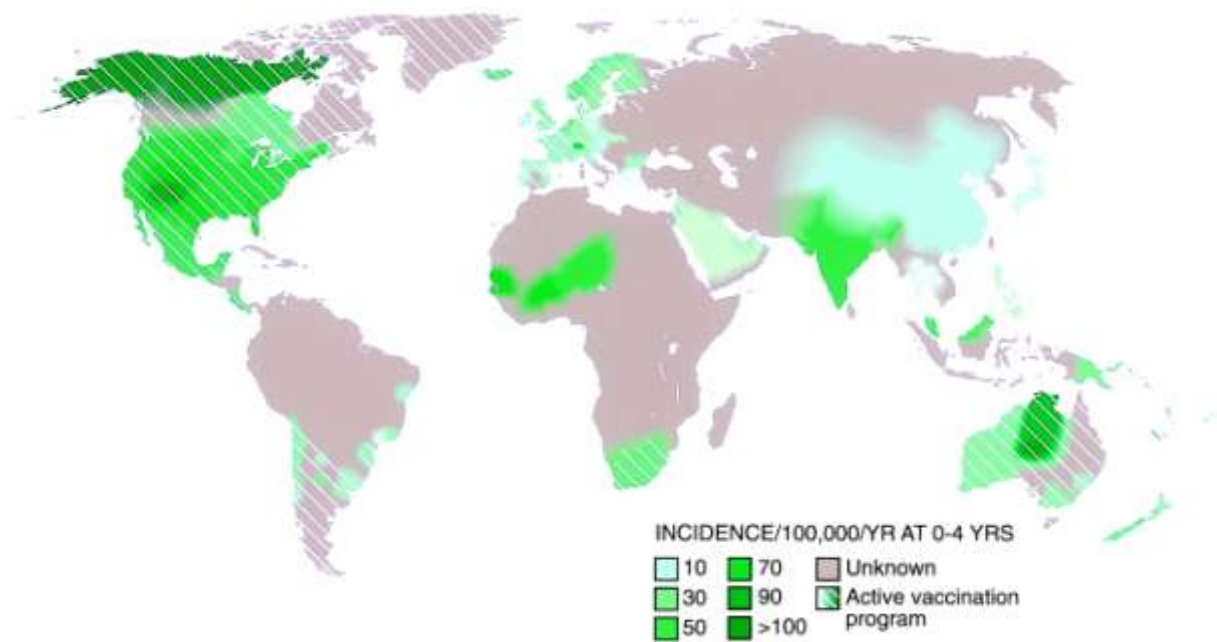 INCIDENCE/100,000/YR AT 0-4 YRS
10 70 Unknown
30 90 Active vaccination
50 >100 program